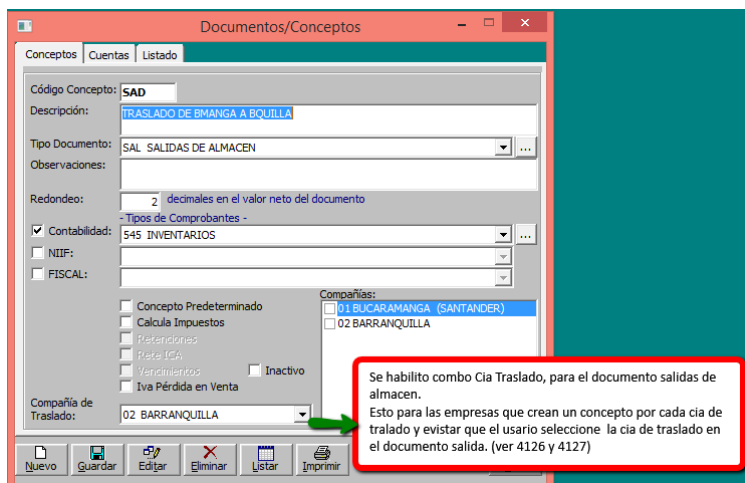 Documentos/Conceptos
Conceptos Cuentas Listado
Código Concepto: SAD
Descripción: TRASLADO DE BMANGA A BQUILLA
Tipo Documento: SAL SALIDAS DE ALMACEN ...
Observaciones:
Redondeo: 2 decimales en el valor neto del documento
- Tipos de Comprobantes -
Contabilidad: 545 INVENTARIOS ...
NIIF:
FISCAL:
Compañías:
Concepto Predeterminado 01 BUCARAMANGA (SANTANDER)
Calcula Impuestos 02 BARRANQUILLA
Retenciones
Rete ICA
Vencimientos Inactivo
Iva Pérdida en Venta
Compañía de
Traslado: 02 BARRANQUILLA
Se habilito combo Cia Traslado, para el documento salidas de
almacen.
Esto para las empresas que crean un concepto por cada cia de
tralado y evistar que el usario seleccione la cia de traslado en
el documento salida. (ver 4126 y 4127)
Nuevo Guardar Editar Eliminar Listar Imprimir